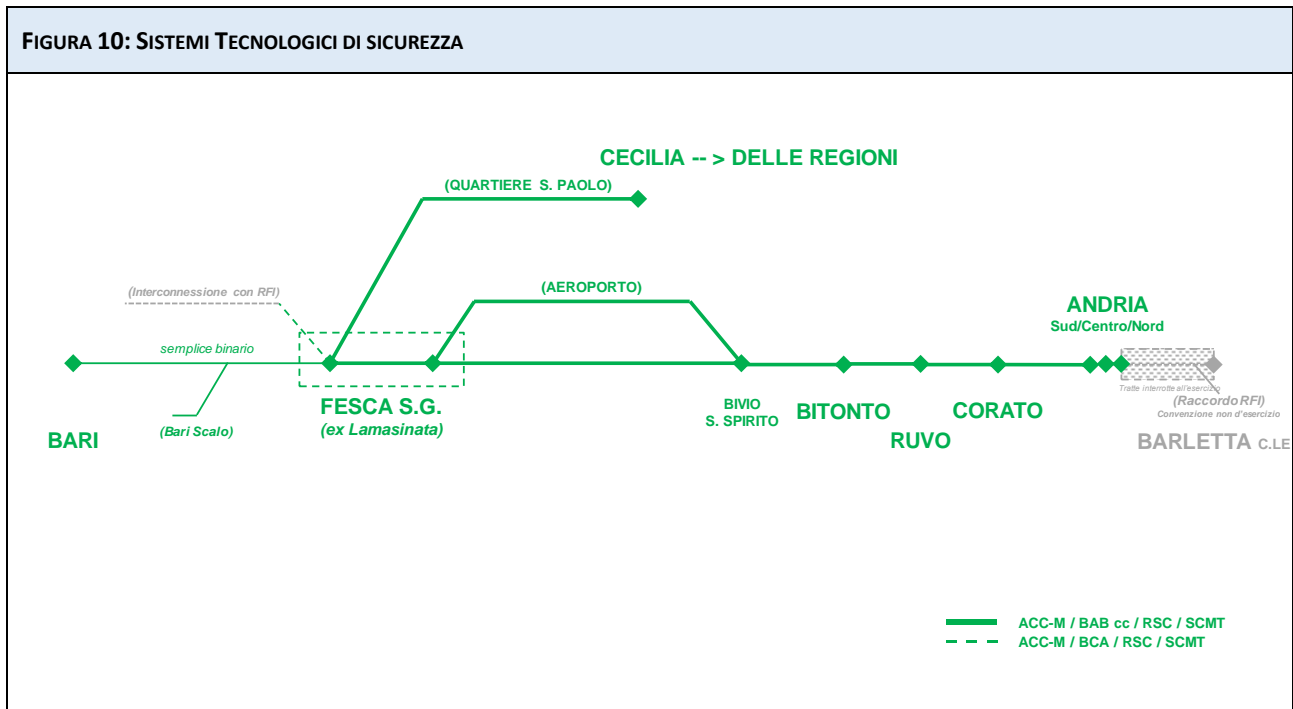 FIGURA 10: SISTEMI TECNOLOGICI DI SICUREZZA
CECILIA -- > DELLE REGIONI
(QUARTIERE S. PAOLO)
(Interconnessione con RFI)
(AEROPORTO)
ANDRIA
Sud/Centro/Nord
semplice binario
Tratte interrotte all'esercizio
(Raccordo RFI)
Convenzione non d'esercizio
BARLETTA C.LE
FESCA S.G.
(ex Lamasinata)
(Bari Scalo)
BARI
BIVIO
S. SPIRITO
BITONTO
RUVO
CORATO
ACC-M / BAB cc / RSC / SCMT
ACC-M / BCA / RSC / SCMT